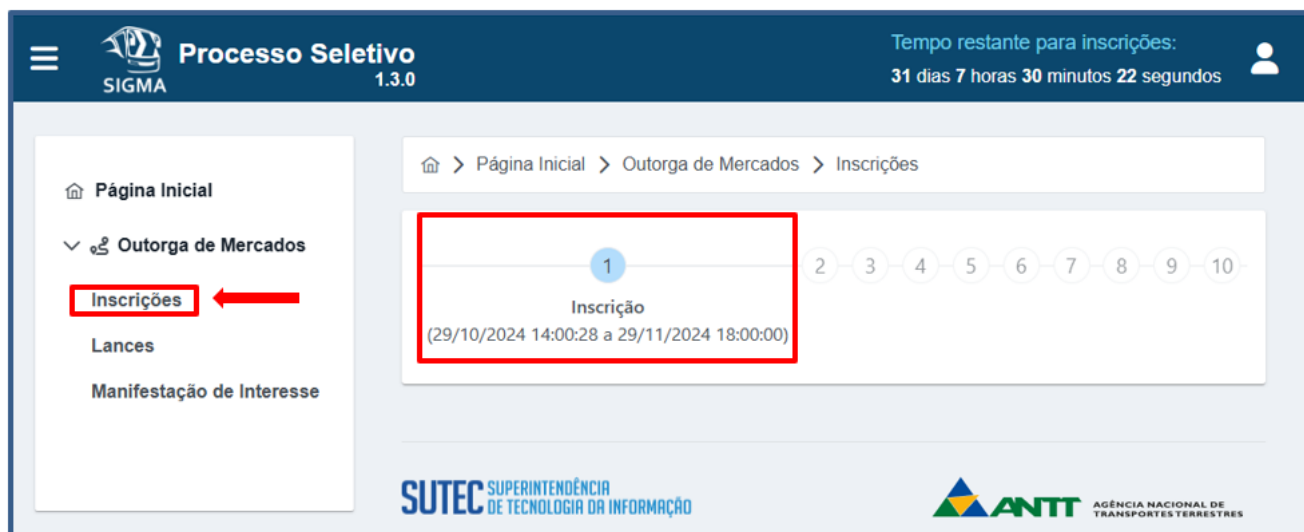 SIGMA
Processo Seletivo
1.3.0
Tempo restante para inscrições:
31 dias 7 horas 30 minutos 22 segundos
Página Inicial
Outorga de Mercados
Inscrições
Lances
Manifestação de Interesse
Página Inicial > Outorga de Mercados > Inscrições
1 2 3 4 5 6 7 8 9 10
Inscrição
(29/10/2024 14:00:28 a 29/11/2024 18:00:00)
SUTEC SUPERINTENDÊNCIA
DE TECNOLOGIA DA INFORMAÇÃO
ANTT AGÊNCIA NACIONAL DE
TRANSPORTES TERRESTRES